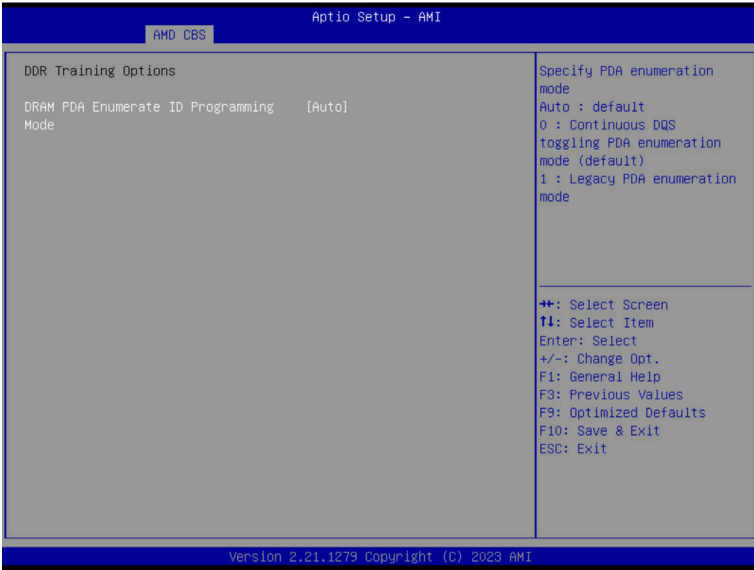 Aptio Setup – AMI
AMD CBS
DDR Training Options
DRAM PDA Enumerate ID Programming [Auto]
Mode
Specify PDA enumeration
mode
Auto : default
0 : Continuous DQS
toggling PDA enumeration
mode (default)
1 : Legacy PDA enumeration
mode
→←: Select Screen
↑↓: Select Item
Enter: Select
+/-: Change Opt.
F1: General Help
F3: Previous Values
F9: Optimized Defaults
F10: Save & Exit
ESC: Exit
Version 2.21.1279 Copyright (C) 2023 AMI